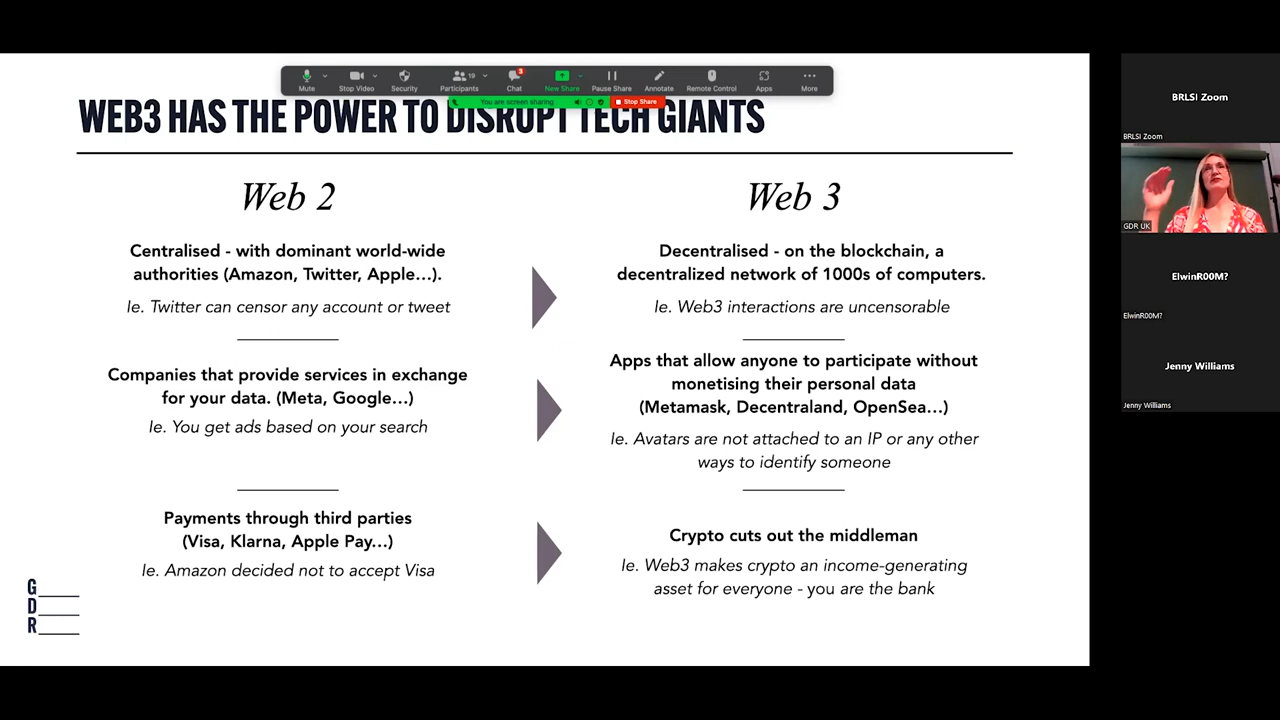 Mute
Stop Video
Security
Participants
19
Chat
3
New Share
Pause Share
Annotate
Remote Control
Apps
More
You are screen sharing
Stop Share
WEB3 HAS THE POWER TO DISRUPT TECH GIANTS
Web 2
Centralised - with dominant world-wide
authorities (Amazon, Twitter, Apple...).
Ie. Twitter can censor any account or tweet
Companies that provide services in exchange
for your data. (Meta, Google...)
Ie. You get ads based on your search
Payments through third parties
(Visa, Klarna, Apple Pay...)
Ie. Amazon decided not to accept Visa
Web 3
Decentralised - on the blockchain, a
decentralized network of 1000s of computers.
Ie. Web3 interactions are uncensorable
Apps that allow anyone to participate without
monetising their personal data
(Metamask, Decentraland, OpenSea...)
Ie. Avatars are not attached to an IP or any other
ways to identify someone
Crypto cuts out the middleman
Ie. Web3 makes crypto an income-generating
asset for everyone - you are the bank
G
D
R
BRLSI Zoom
BRLSI Zoom
GDR UK
ElwinR00M?
ElwinR00M?
Jenny Williams
Jenny Williams